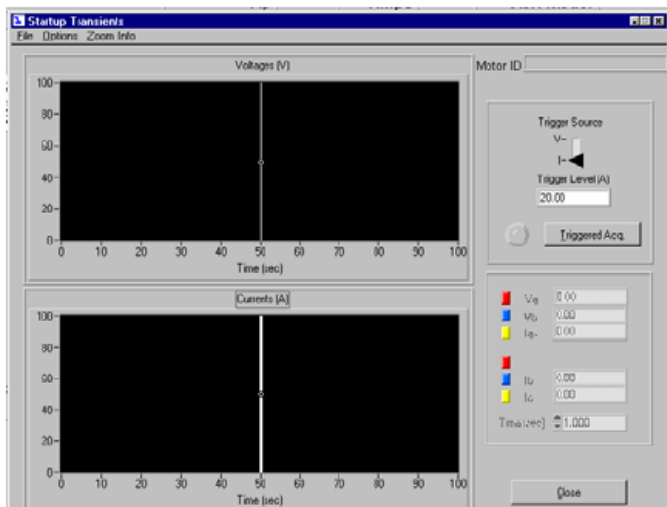 Startup Transients
File Options Zoom Info
Voltages (V)
100
80
60
40
20
0
0 10 20 30 40 50 60 70 80 90 100
Time (sec)
Currents (A)
100
80
60
40
20
0
0 10 20 30 40 50 60 70 80 90 100
Time (sec)
Motor ID
Trigger Source
V
I
Trigger Level (A)
20.00
Triggered Acq.
Va 0.00
Vb 0.00
0.00
Ib 0.00
Ic 0.00
Time (sec) 1.000
Close